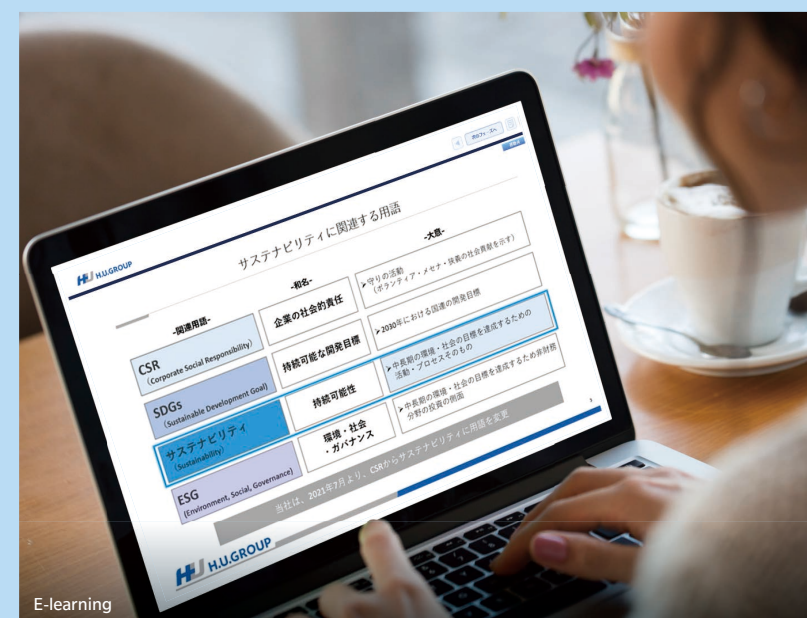 次のフェーズへ
H.U.GROUP
サステナビリティに関連する用語
-関連用語-
-和名-
-大意-
CSR
(Corporate Social Responsibility)
企業の社会的責任
➤守りの活動
(ボランティア・メセナ・狭義の社会貢献を示す)
SDGs
(Sustainable Development Goal)
持続可能な開発目標
➤2030年における国連の開発目標
サステナビリティ
(Sustainability)
持続可能性
➤中長期の環境・社会の目標を達成するための
活動・プロセスそのもの
ESG
(Environment, Social, Governance)
環境・社会
・ガバナンス
➤中長期の環境・社会の目標を達成するため非財務
分野の投資の側面
当社は、2021年7月より、CSRからサステナビリティに用語を変更
H.U.GROUP
E-learning